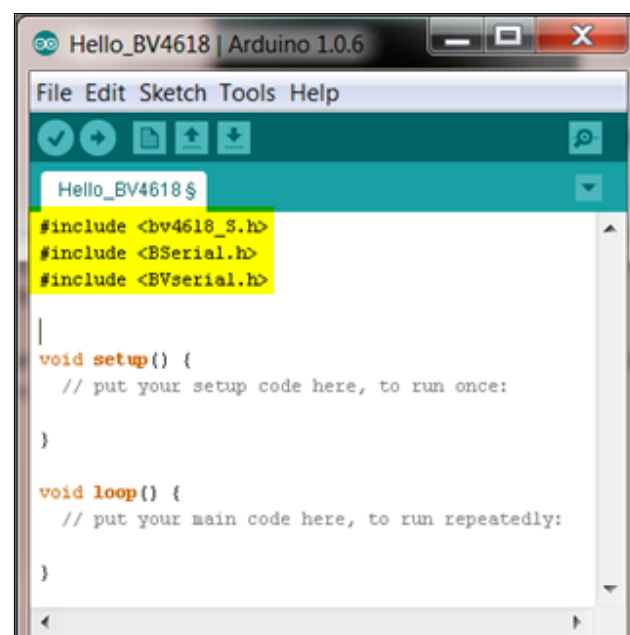 Hello_BV4618 | Arduino 1.0.6
File Edit Sketch Tools Help
Hello_BV4618 §
#include <bv4618_S.h>
#include <BSerial.h>
#include <BVserial.h>
void setup() {
// put your setup code here, to run once:
}
void loop() {
// put your main code here, to run repeatedly:
}